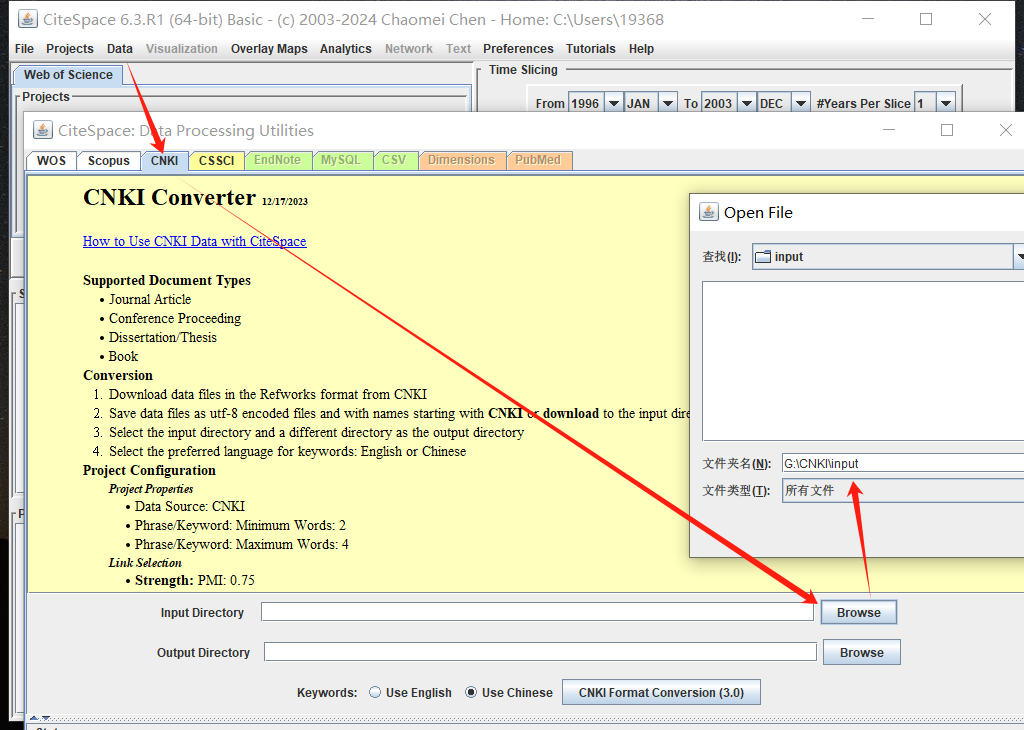 CiteSpace 6.3.R1 (64-bit) Basic - (c) 2003-2024 Chaomei Chen - Home: C:\Users\19368
File Projects Data Visualization Overlay Maps Analytics Network Text Preferences Tutorials Help
Web of Science
Time Slicing
Projects
From 1996 JAN To 2003 DEC #Years Per Slice 1
CiteSpace: Data Processing Utilities
WOS Scopus CNKI CSSCI EndNote MySQL CSV Dimensions PubMed
CNKI Converter 12/17/2023
How to Use CNKI Data with CiteSpace
Supported Document Types
• Journal Article
• Conference Proceeding
• Dissertation/Thesis
• Book
Conversion
1. Download data files in the Refworks format from CNKI
2. Save data files as utf-8 encoded files and with names starting with CNKI or download to the input dire
3. Select the input directory and a different directory as the output directory
4. Select the preferred language for keywords: English or Chinese
Project Configuration
Project Properties
• Data Source: CNKI
• Phrase/Keyword: Minimum Words: 2
• Phrase/Keyword: Maximum Words: 4
Link Selection
• Strength: PMI: 0.75
Open File
查找(I): input
文件夹名(N): G:\CNKI\input
文件类型(T): 所有文件
Input Directory Browse
Output Directory Browse
Keywords: Use English Use Chinese CNKI Format Conversion (3.0)